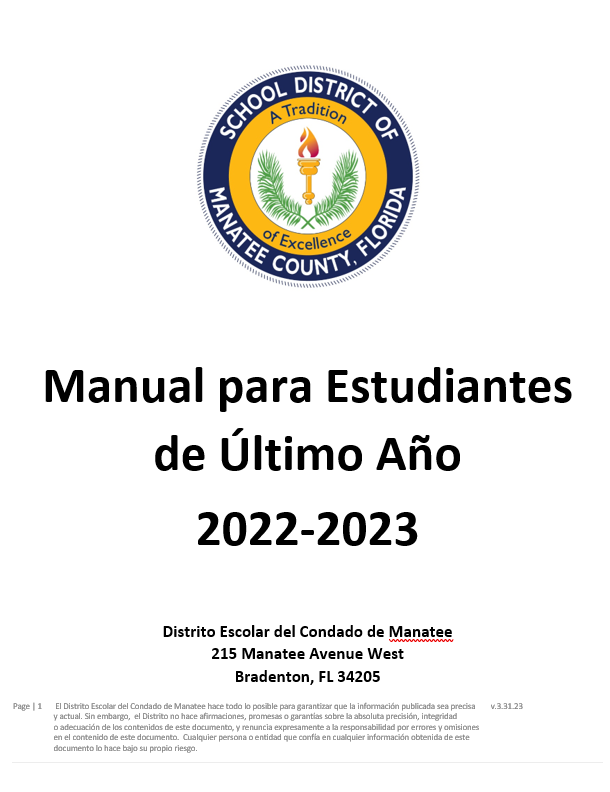 SCHOOL DISTRICT OF
A Tradition
of Excellence
MANATEE COUNTY, FLORIDA
Manual para Estudiantes
de Último Año
2022-2023
Distrito Escolar del Condado de Manatee
215 Manatee Avenue West
Bradenton, FL 34205
Page | 1 El Distrito Escolar del Condado de Manatee hace todo lo posible para garantizar que la información publicada sea precisa v.3.31.23
y actual. Sin embargo, el Distrito no hace afirmaciones, promesas o garantías sobre la absoluta precisión, integridad
o adecuación de los contenidos de este documento, y renuncia expresamente a la responsabilidad por errores y omisiones
en el contenido de este documento. Cualquier persona o entidad que confía en cualquier información obtenida de este
documento lo hace bajo su propio riesgo.